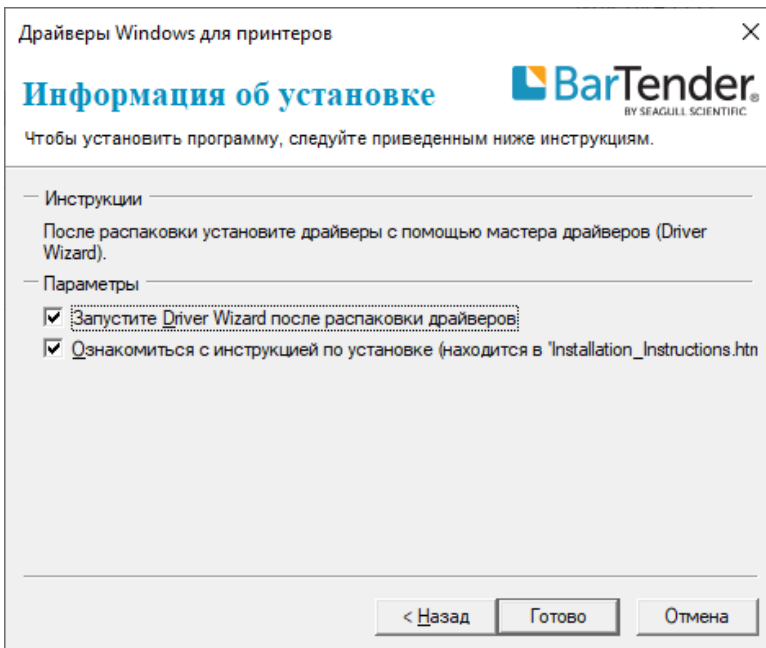 Драйверы Windows для принтеров
Информация об установке
BarTender®
BY SEAGULL SCIENTIFIC
Чтобы установить программу, следуйте приведенным ниже инструкциям.
Инструкции
После распаковки установите драйверы с помощью мастера драйверов (Driver
Wizard).
Параметры
Запустите Driver Wizard после распаковки драйверов
Ознакомиться с инструкцией по установке (находится в 'Installation_Instructions.htm
< Назад
Готово
Отмена